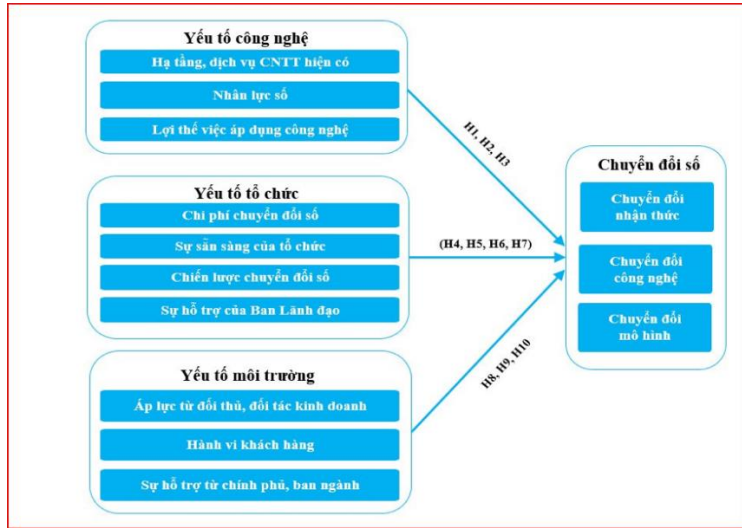 Yếu tố công nghệ
Hạ tầng, dịch vụ CNTT hiện có
Nhân lực số
Lợi thế việc áp dụng công nghệ
H1, H2, H3
Yếu tố tổ chức
Chi phí chuyển đổi số
Sự sẵn sàng của tổ chức
Chiến lược chuyển đổi số
Sự hỗ trợ của Ban Lãnh đạo
(H4, H5, H6, H7)
Yếu tố môi trường
Áp lực từ đối thủ, đối tác kinh doanh
Hành vi khách hàng
Sự hỗ trợ từ chính phủ, ban ngành
H8, H9, H10
Chuyển đổi số
Chuyển đổi
nhận thức
Chuyển đổi
công nghệ
Chuyển đổi
mô hình